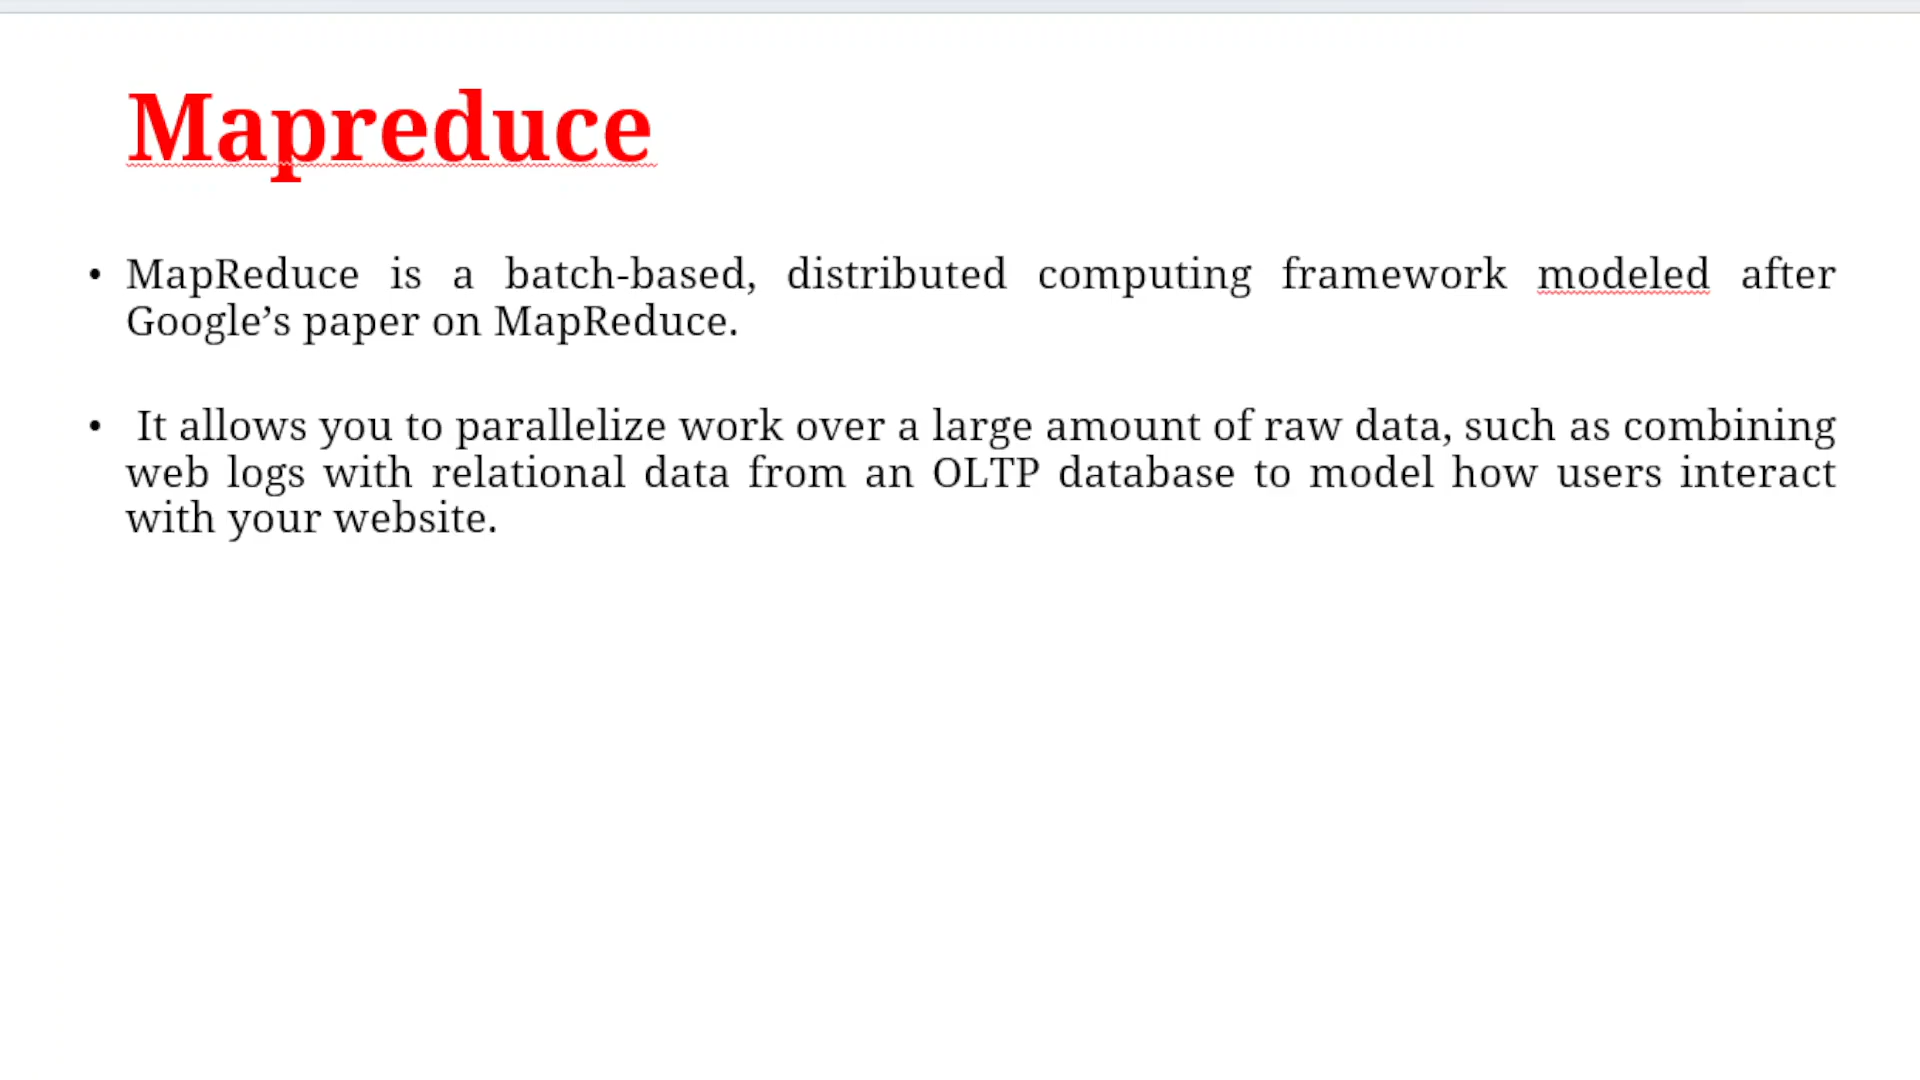 Mapreduce
• MapReduce is a batch-based, distributed computing framework modeled after
Google’s paper on MapReduce.
• It allows you to parallelize work over a large amount of raw data, such as combining
web logs with relational data from an OLTP database to model how users interact
with your website.